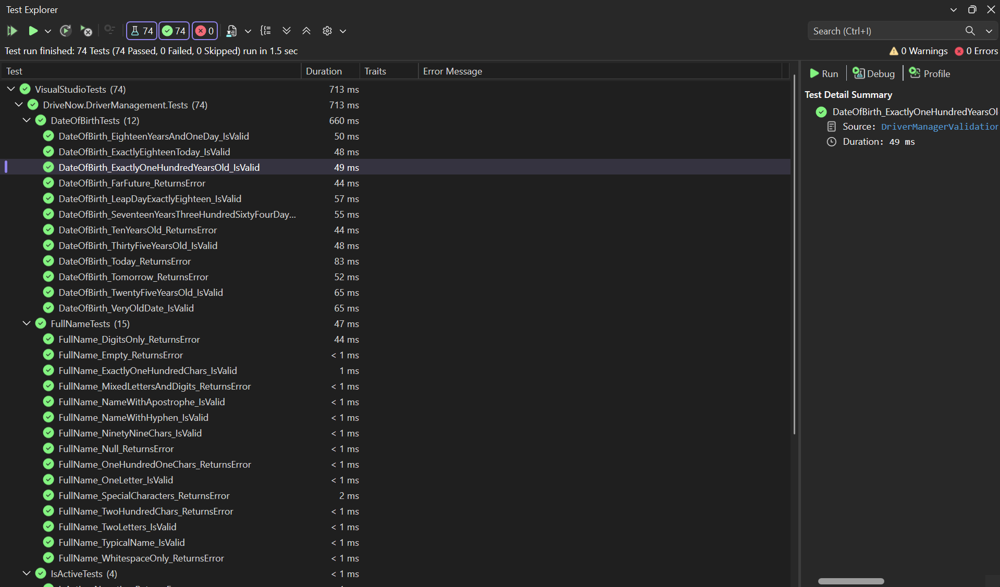 Test Explorer
74 74 0
Search (Ctrl+I)
Test run finished: 74 Tests (74 Passed, 0 Failed, 0 Skipped) run in 1.5 sec
0 Warnings 0 Errors
Test Duration Traits Error Message
VisualStudioTests (74) 713 ms
DriveNow.DriverManagement.Tests (74) 713 ms
DateOfBirthTests (12) 660 ms
DateOfBirth_EighteenYearsAndOneDay_IsValid 50 ms
DateOfBirth_ExactlyEighteenToday_IsValid 48 ms
DateOfBirth_ExactlyOneHundredYearsOld_IsValid 49 ms
DateOfBirth_FarFuture_ReturnsError 44 ms
DateOfBirth_LeapDayExactlyEighteen_IsValid 57 ms
DateOfBirth_SeventeenYearsThreeHundredSixtyFourDay... 55 ms
DateOfBirth_TenYearsOld_ReturnsError 44 ms
DateOfBirth_ThirtyFiveYearsOld_IsValid 48 ms
DateOfBirth_Today_ReturnsError 83 ms
DateOfBirth_Tomorrow_ReturnsError 52 ms
DateOfBirth_TwentyFiveYearsOld_IsValid 65 ms
DateOfBirth_VeryOldDate_IsValid 65 ms
FullNameTests (15) 47 ms
FullName_DigitsOnly_ReturnsError 44 ms
FullName_Empty_ReturnsError < 1 ms
FullName_ExactlyOneHundredChars_IsValid 1 ms
FullName_MixedLettersAndDigits_ReturnsError < 1 ms
FullName_NameWithApostrophe_IsValid < 1 ms
FullName_NameWithHyphen_IsValid < 1 ms
FullName_NinetyNineChars_IsValid < 1 ms
FullName_Null_ReturnsError < 1 ms
FullName_OneHundredOneChars_ReturnsError < 1 ms
FullName_OneLetter_IsValid < 1 ms
FullName_SpecialCharacters_ReturnsError 2 ms
FullName_TwoHundredChars_ReturnsError < 1 ms
FullName_TwoLetters_IsValid < 1 ms
FullName_TypicalName_IsValid < 1 ms
FullName_WhitespaceOnly_ReturnsError < 1 ms
IsActiveTests (4) < 1 ms
Run Debug Profile
Test Detail Summary
DateOfBirth_ExactlyOneHundredYearsOl
Source: DriverManagerValidation
Duration: 49 ms